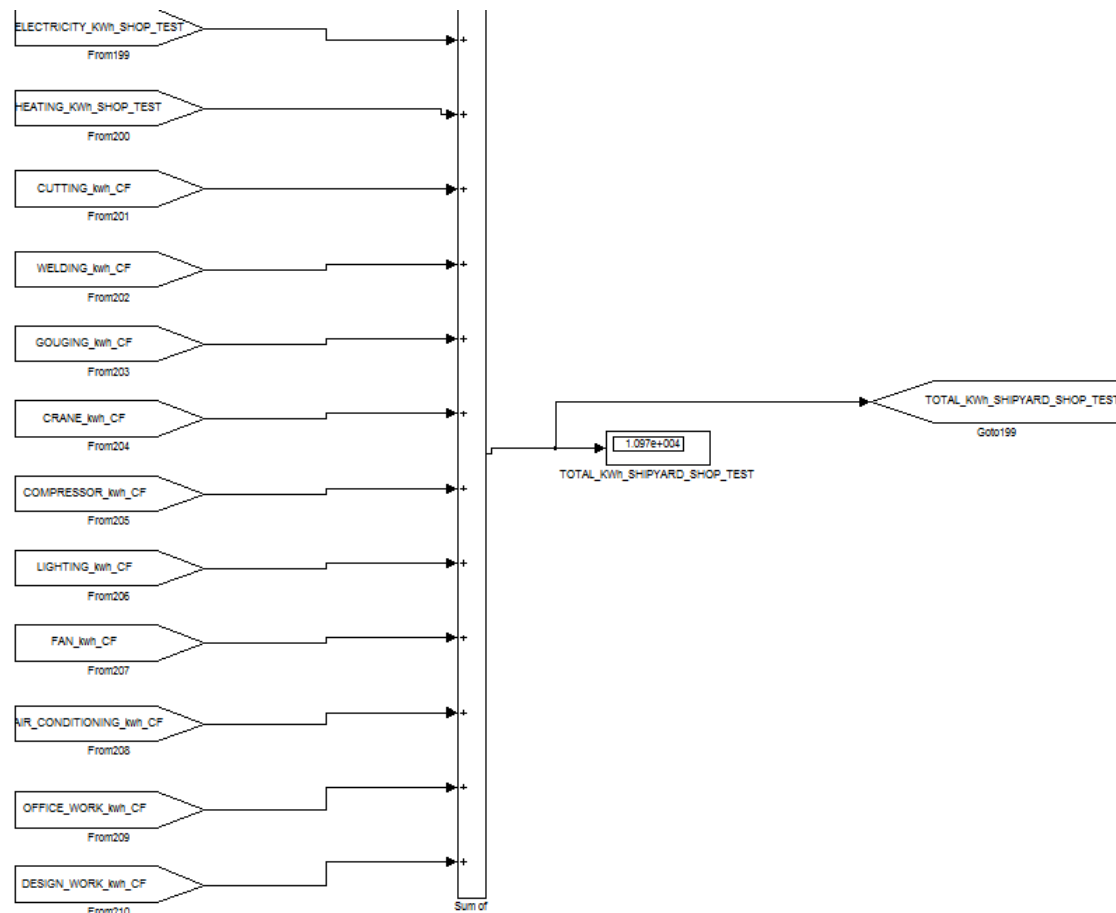 ELECTRICITY_KWh_SHOP_TEST
From199
HEATING_KWh_SHOP_TEST
From200
CUTTING_kwh_CF
From201
WELDING_kwh_CF
From202
GOUGING_kwh_CF
From203
CRANE_kwh_CF
From204
COMPRESSOR_kwh_CF
From205
LIGHTING_kwh_CF
From206
FAN_kwh_CF
From207
AIR_CONDITIONING_kwh_CF
From208
OFFICE_WORK_kwh_CF
From209
DESIGN_WORK_kwh_CF
From210
+
+
+
+
+
+
+
+
+
+
+
+
Sum of
1.097e+004
TOTAL_KWh_SHIPYARD_SHOP_TEST
TOTAL_KWh_SHIPYARD_SHOP_TEST
Goto199